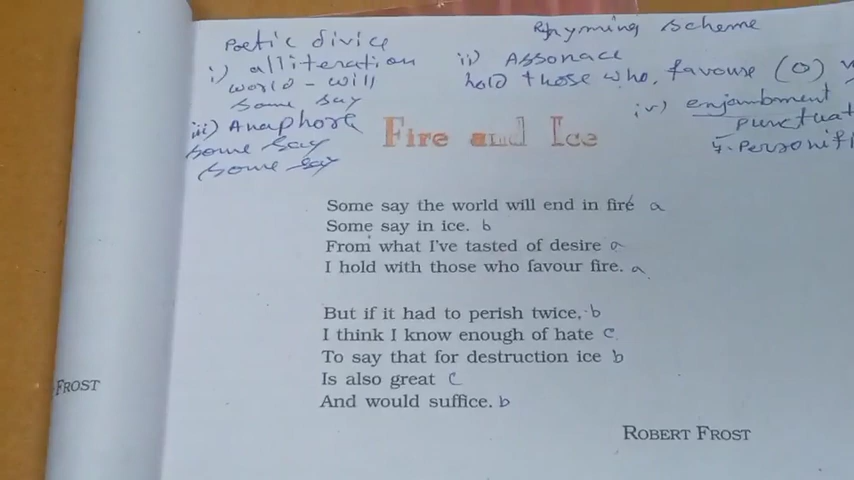 Poetic divice
Rhyming scheme
i) alliteration
world - will
some say
ii) Assonace
hold those who, favouse (o)
iii) Anaphora
some say
some say
iv) enjambment
punctuat
Personif
Fire and Ice
Some say the world will end in fire a
Some say in ice. b
From what I've tasted of desire a
I hold with those who favour fire. a
But if it had to perish twice, b
I think I know enough of hate c
To say that for destruction ice b
Is also great c
And would suffice. b
ROBERT FROST
FROST